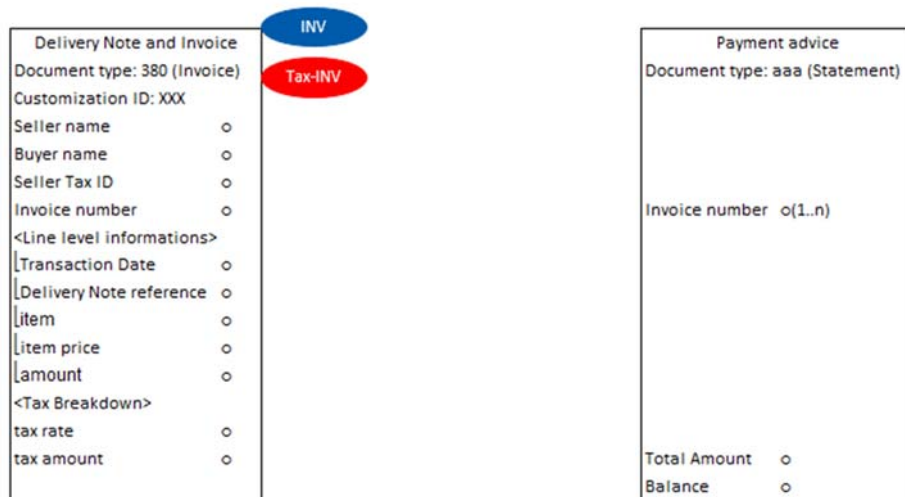 INV
Delivery Note and Invoice
Document type: 380 (Invoice)
Tax-INV
Customization ID: XXX
Seller name o
Buyer name o
Seller Tax ID o
Invoice number o
<Line level informations>
Transaction Date o
Delivery Note reference o
item o
item price o
amount o
<Tax Breakdown>
tax rate o
tax amount o
Payment advice
Document type: aaa (Statement)
Invoice number o(1..n)
Total Amount o
Balance o